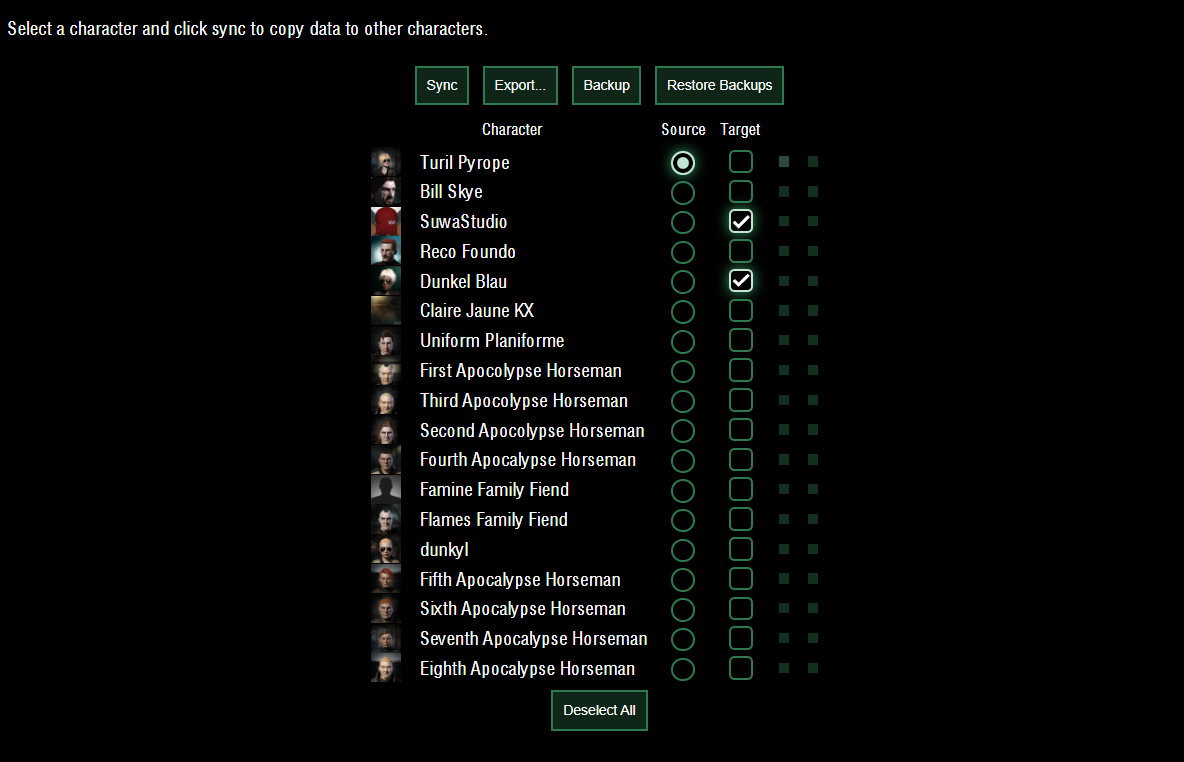 Select a character and click sync to copy data to other characters.
Sync Export... Backup Restore Backups
Character Source Target
Turil Pyrope
Bill Skye
SuwaStudio
Reco Foundo
Dunkel Blau
Claire Jaune KX
Uniform Planiforme
First Apocolypse Horseman
Third Apocolypse Horseman
Second Apocolypse Horseman
Fourth Apocalypse Horseman
Famine Family Fiend
Flames Family Fiend
dunkyl
Fifth Apocalypse Horseman
Sixth Apocalypse Horseman
Seventh Apocalypse Horseman
Eighth Apocalypse Horseman
Deselect All